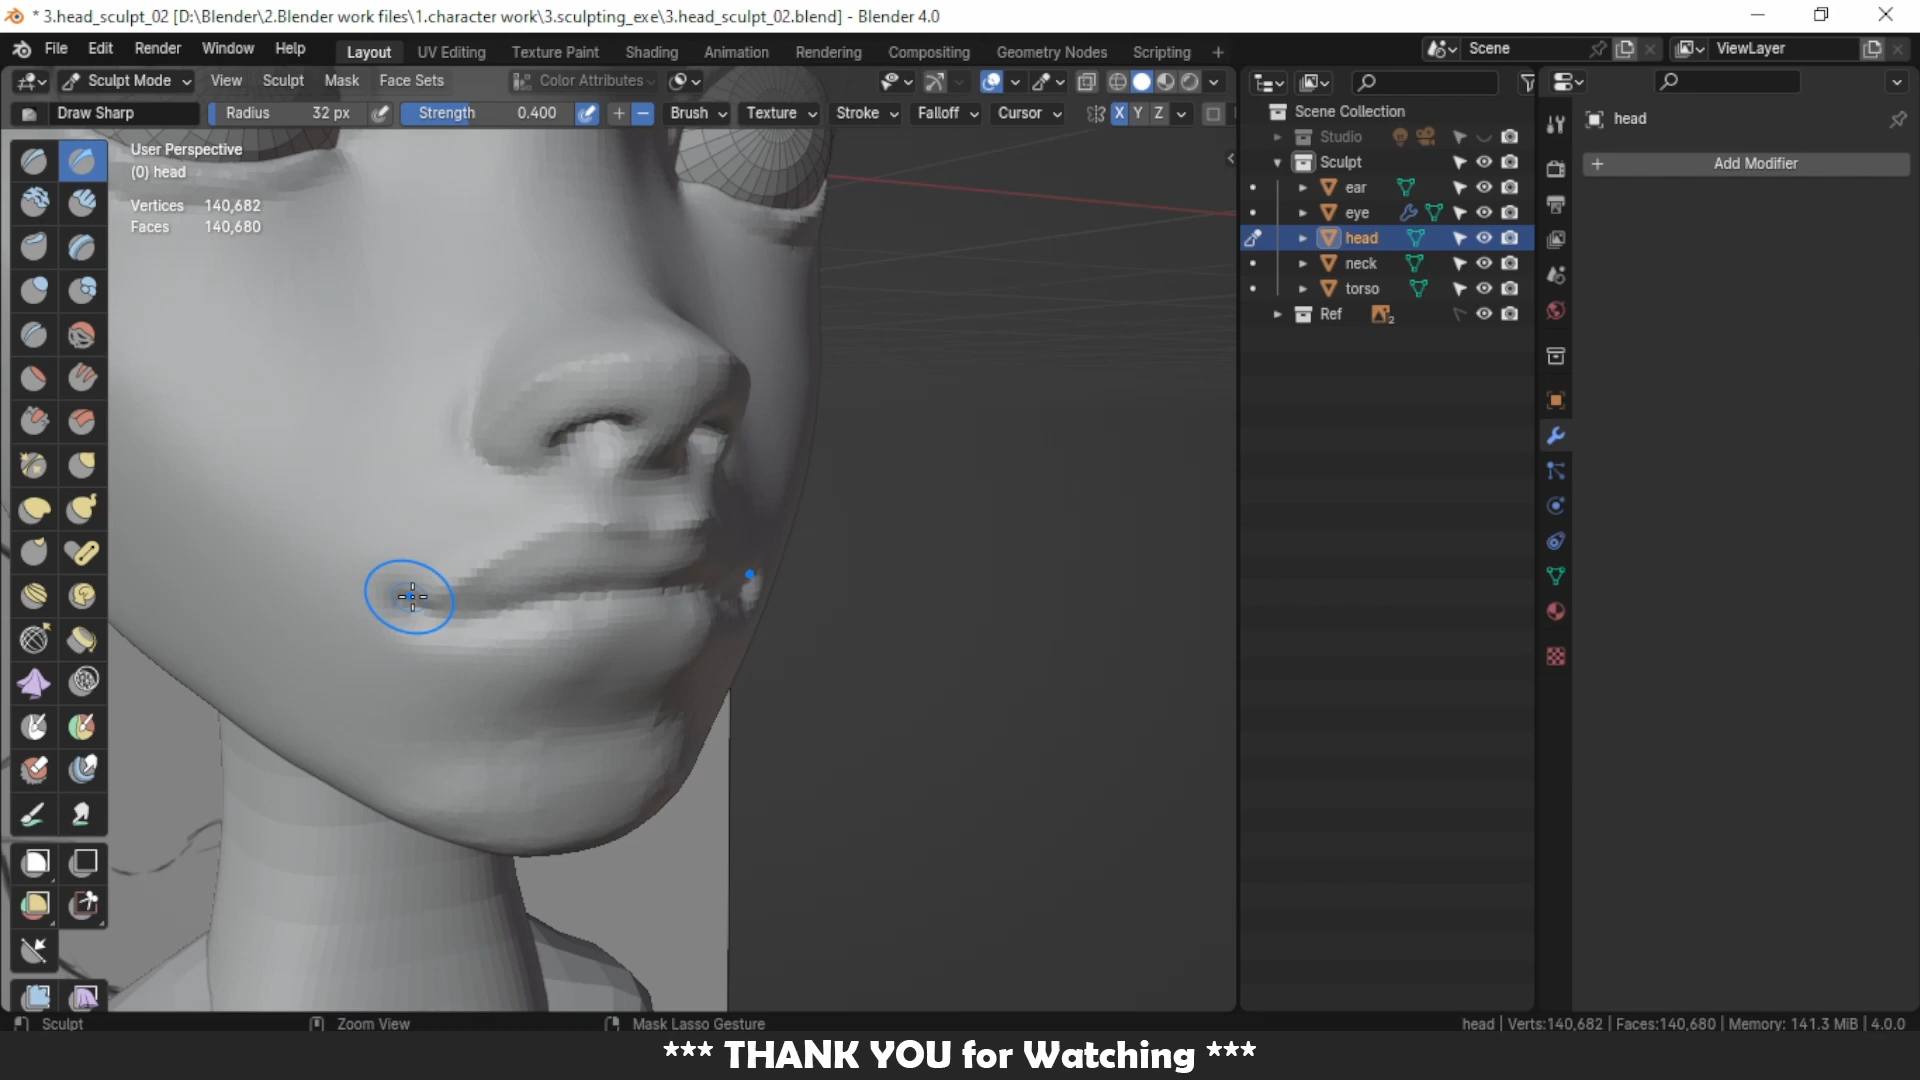 * 3.head_sculpt_02 [D:\Blender\2.Blender work files\1.character work\3.sculpting_exe\3.head_sculpt_02.blend] - Blender 4.0
File Edit Render Window Help Layout UV Editing Texture Paint Shading Animation Rendering Compositing Geometry Nodes Scripting + Scene ViewLayer
Sculpt Mode View Sculpt Mask Face Sets Color Attributes
Draw Sharp Radius 32 px Strength 0.400 Brush Texture Stroke Falloff Cursor X Y Z
User Perspective
(0) head
Vertices 140,682
Faces 140,680
Scene Collection
Studio
Sculpt
ear
eye
head
neck
torso
Ref 2
head
Add Modifier
Sculpt Zoom View Mask Lasso Gesture head | Verts:140,682 | Faces:140,680 | Memory: 141.3 MiB | 4.0.0
*** THANK YOU for Watching ***